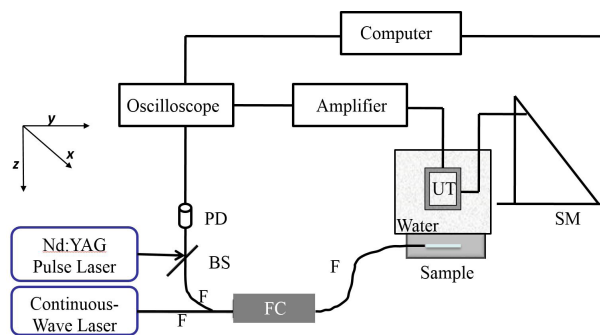 Computer
Oscilloscope
Amplifier
y
x
z
UT
PD
Water
SM
Nd:YAG
Pulse Laser
BS
F
Sample
F
Continuous-
Wave Laser
F
FC